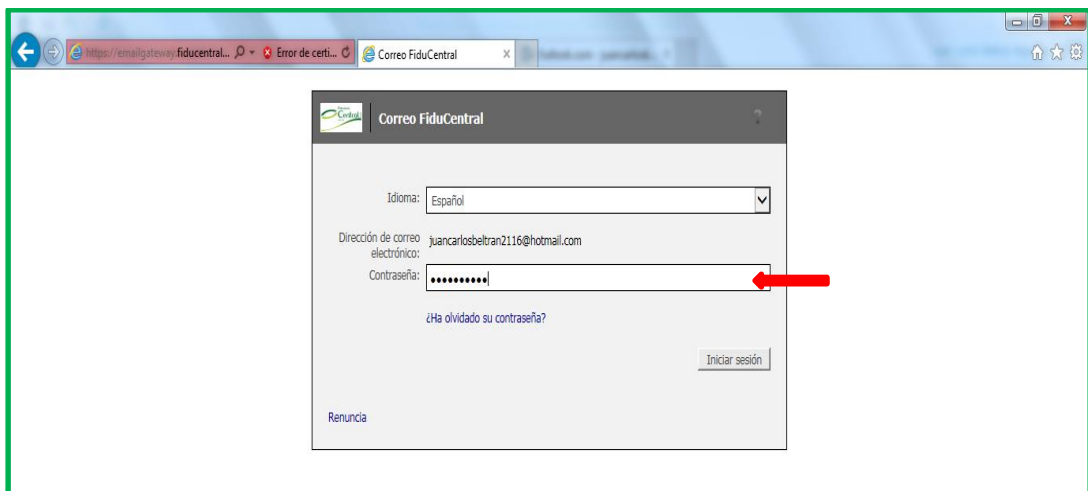 https://emailgateway.fiducentral...
Error de certi...
Correo FiduCentral
Central
Correo FiduCentral
?
Idioma:
Español
Dirección de correo
electrónico:
juancarlosbeltran2116@hotmail.com
Contraseña:
••••••••••
¿Ha olvidado su contraseña?
Iniciar sesión
Renuncia